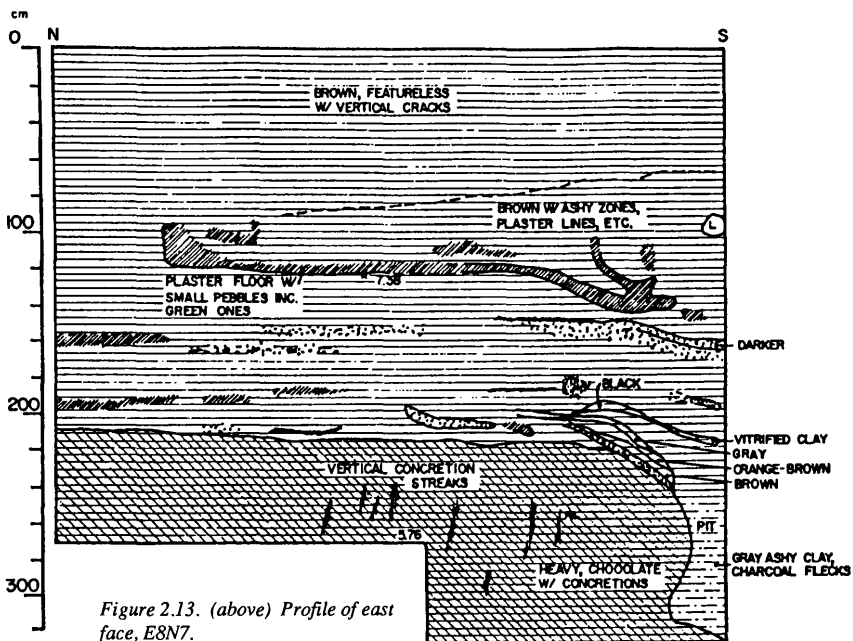 cm
0
N
S
BROWN, FEATURELESS
W/ VERTICAL CRACKS
100
BROWN W/ ASHY ZONES,
PLASTER LINES, ETC.
L
PLASTER FLOOR W/
SMALL PEBBLES INC.
GREEN ONES
7.38
DARKER
BLACK
200
VITRIFIED CLAY
GRAY
ORANGE-BROWN
BROWN
VERTICAL CONCRETION
STREAKS
5.76
PIT
HEAVY, CHOCOLATE
W/ CONCRETIONS
GRAY ASHY CLAY,
CHARCOAL FLECKS
300
Figure 2.13. (above) Profile of east
face, E8N7.